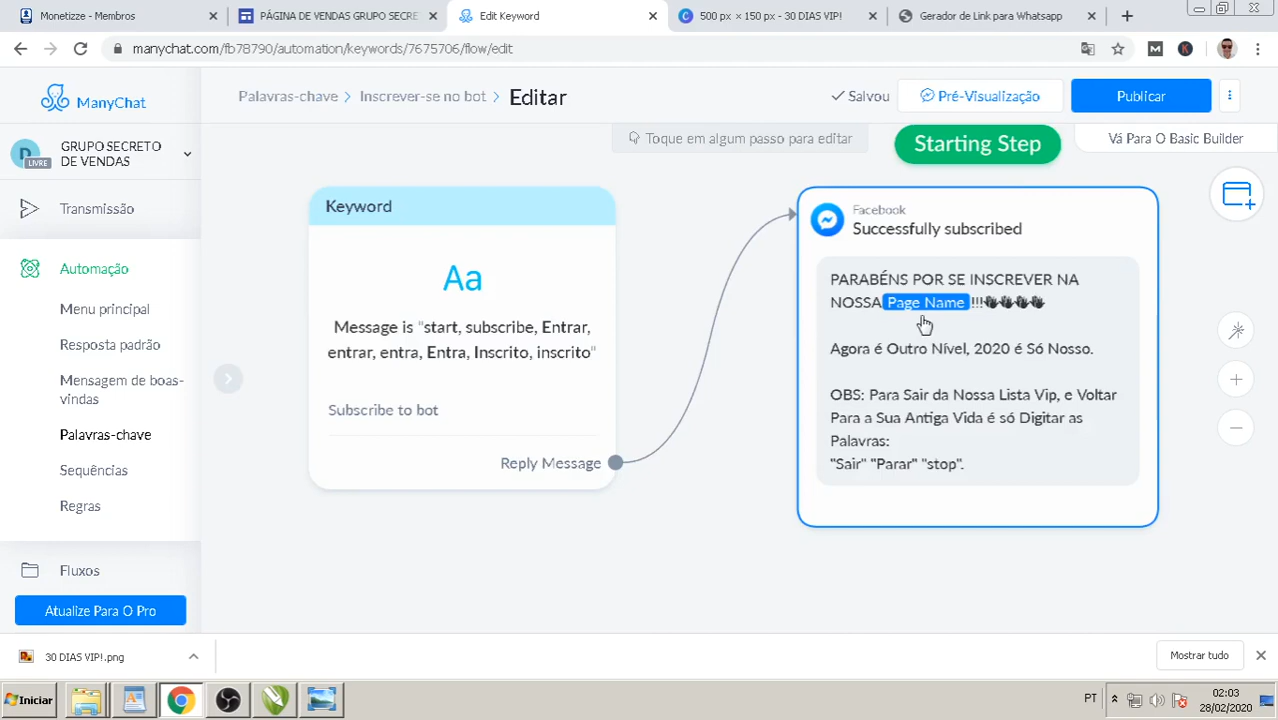 Monetizze - Membros
PÁGINA DE VENDAS GRUPO SECRE
Edit Keyword
500 px × 150 px - 30 DIAS VIP!
Gerador de Link para Whatsapp
manychat.com/fb78790/automation/keywords/7675706/flow/edit
ManyChat
Palavras-chave
Inscrever-se no bot
Editar
Salvou
Pré-Visualização
Publicar
GRUPO SECRETO
DE VENDAS
LIVRE
Toque em algum passo para editar
Starting Step
Vá Para O Basic Builder
Transmissão
Automação
Menu principal
Resposta padrão
Mensagem de boas-
vindas
Palavras-chave
Sequências
Regras
Fluxos
Atualize Para O Pro
Keyword
Aa
Message is "start, subscribe, Entrar,
entrar, entra, Entra, Inscrito, inscrito"
Subscribe to bot
Reply Message
Facebook
Successfully subscribed
PARABÉNS POR SE INSCREVER NA
NOSSA Page Name !!!👏👏👏👏
Agora é Outro Nível, 2020 é Só Nosso.
OBS: Para Sair da Nossa Lista Vip, e Voltar
Para a Sua Antiga Vida é só Digitar as
Palavras:
"Sair" "Parar" "stop".
30 DIAS VIP!.png
Mostrar tudo
Iniciar
PT
02:03
28/02/2020